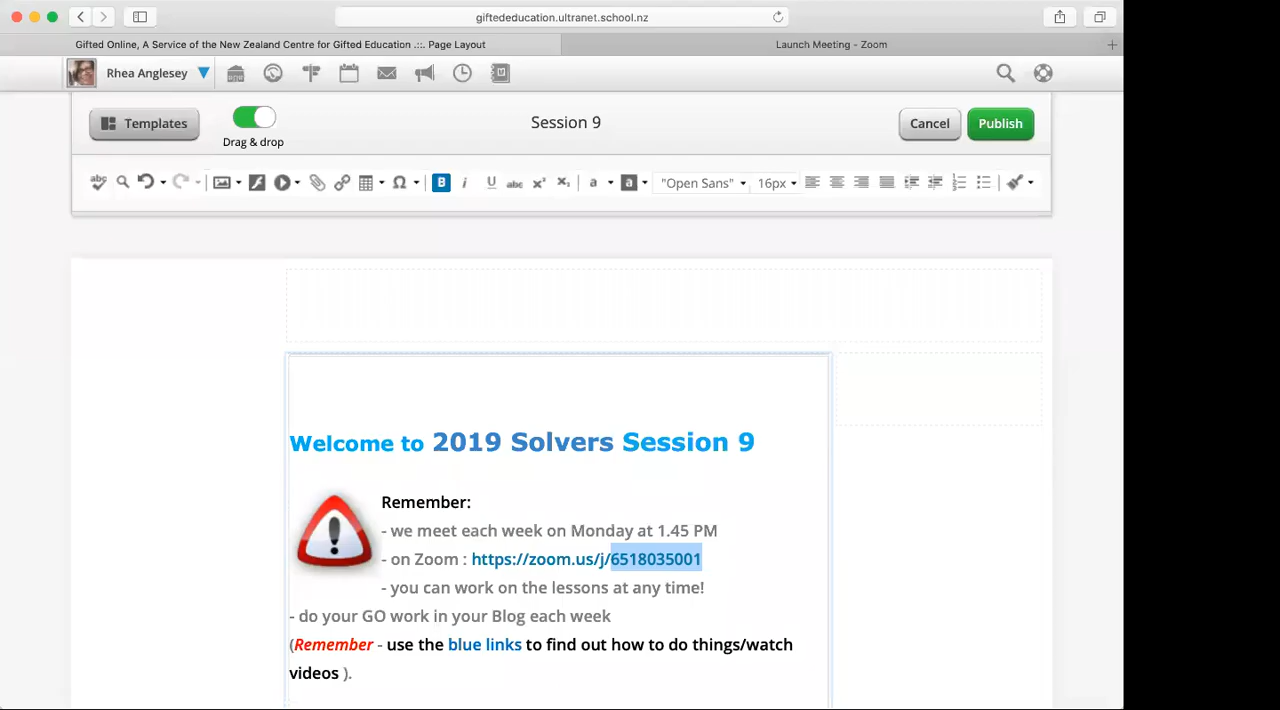 giftededucation.ultranet.school.nz
Gifted Online, A Service of the New Zealand Centre for Gifted Education .::. Page Layout
Launch Meeting - Zoom
Rhea Anglesey
Templates
Drag & drop
Session 9
Cancel
Publish
"Open Sans"
16px
Welcome to 2019 Solvers Session 9
Remember:
- we meet each week on Monday at 1.45 PM
- on Zoom : https://zoom.us/j/6518035001
- you can work on the lessons at any time!
- do your GO work in your Blog each week
(Remember - use the blue links to find out how to do things/watch
videos ).